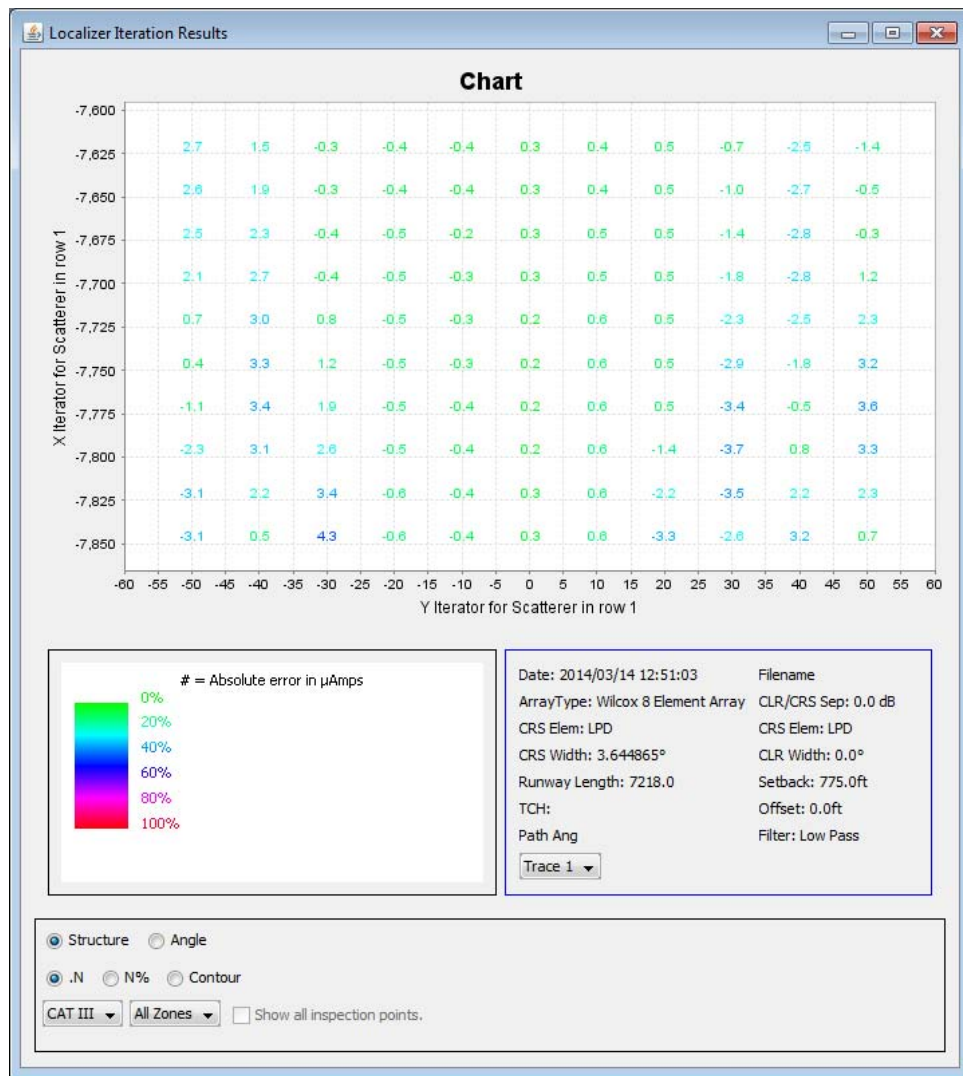 Localizer Iteration Results
Chart
X Iterator for Scatterer in row 1
-7,600
-7,625 2.7 1.5 -0.3 -0.4 -0.4 0.3 0.4 0.5 -0.7 -2.5 -1.4
-7,650 2.6 1.9 -0.3 -0.4 -0.4 0.3 0.4 0.5 -1.0 -2.7 -0.5
-7,675 2.5 2.3 -0.4 -0.5 -0.2 0.3 0.5 0.5 -1.4 -2.8 -0.3
-7,700 2.1 2.7 -0.4 -0.5 -0.3 0.3 0.5 0.5 -1.8 -2.8 1.2
-7,725 0.7 3.0 0.8 -0.5 -0.3 0.2 0.6 0.5 -2.3 -2.5 2.3
-7,750 0.4 3.3 1.2 -0.5 -0.3 0.2 0.6 0.5 -2.9 -1.8 3.2
-7,775 -1.1 3.4 1.9 -0.5 -0.4 0.2 0.6 0.5 -3.4 -0.5 3.6
-7,800 -2.3 3.1 2.6 -0.5 -0.4 0.2 0.6 -1.4 -3.7 0.8 3.3
-7,825 -3.1 2.2 3.4 -0.6 -0.4 0.3 0.6 -2.2 -3.5 2.2 2.3
-7,850 -3.1 0.5 4.3 -0.6 -0.4 0.3 0.6 -3.3 -2.6 3.2 0.7
-60 -55 -50 -45 -40 -35 -30 -25 -20 -15 -10 -5 0 5 10 15 20 25 30 35 40 45 50 55 60
Y Iterator for Scatterer in row 1
# = Absolute error in µAmps
0%
20%
40%
60%
80%
100%
Date: 2014/03/14 12:51:03 Filename
ArrayType: Wilcox 8 Element Array CLR/CRS Sep: 0.0 dB
CRS Elem: LPD CRS Elem: LPD
CRS Width: 3.644865° CLR Width: 0.0°
Runway Length: 7218.0 Setback: 775.0ft
TCH: Offset: 0.0ft
Path Ang Filter: Low Pass
Trace 1
Structure Angle
.N N% Contour
CAT III All Zones Show all inspection points.